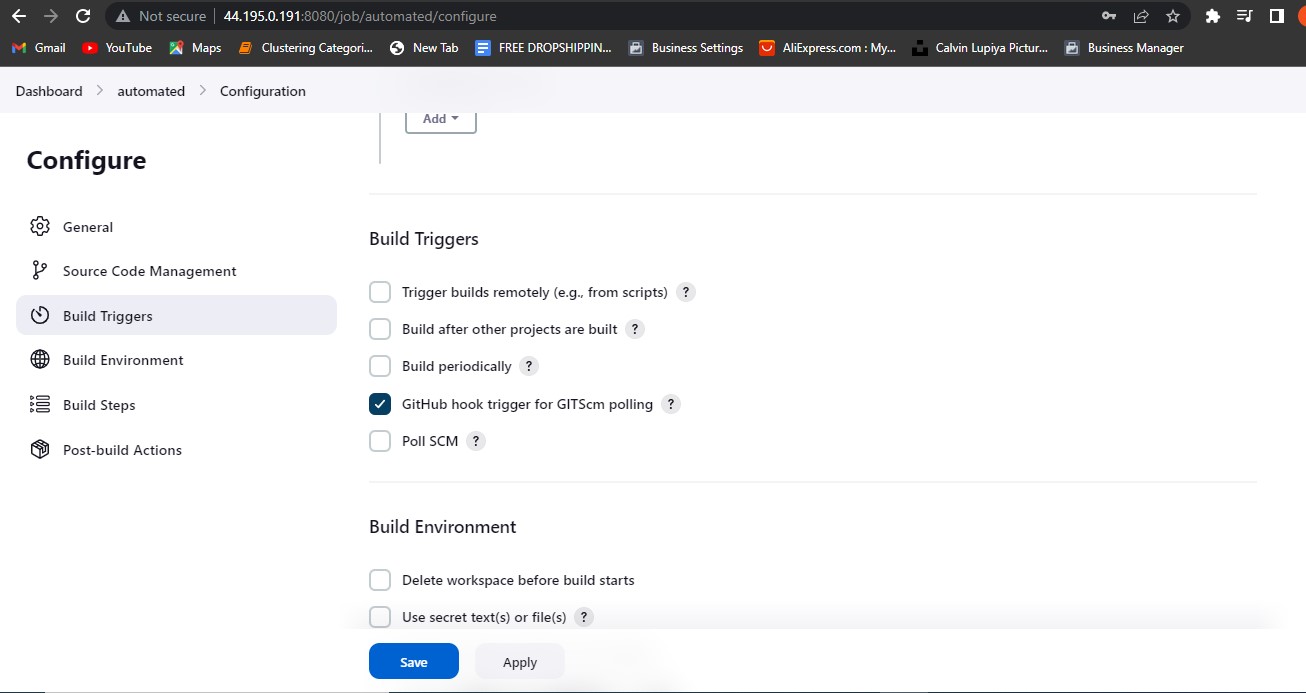 Not secure | 44.195.0.191:8080/job/automated/configure
Gmail YouTube Maps Clustering Categori... New Tab FREE DROPSHIPPIN... Business Settings AliExpress.com : My... Calvin Lupiya Pictur... Business Manager
Dashboard > automated > Configuration
Add
Configure
General
Source Code Management
Build Triggers
Build Environment
Build Steps
Post-build Actions
Build Triggers
Trigger builds remotely (e.g., from scripts) ?
Build after other projects are built ?
Build periodically ?
GitHub hook trigger for GITScm polling ?
Poll SCM ?
Build Environment
Delete workspace before build starts
Use secret text(s) or file(s) ?
Save Apply